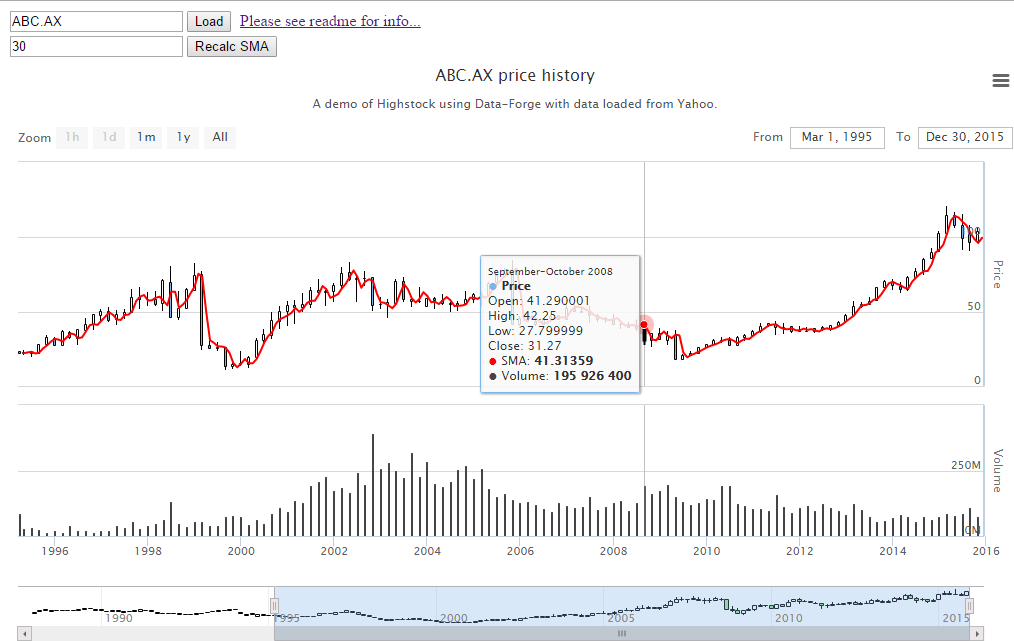 ABC.AX Load Please see readme for info...
30 Recalc SMA
ABC.AX price history
A demo of Highstock using Data-Forge with data loaded from Yahoo.
Zoom 1h 1d 1m 1y All From Mar 1, 1995 To Dec 30, 2015
September-October 2008
Price
Open: 41.290001
High: 42.25
Low: 27.799999
Close: 31.27
SMA: 41.31359
Volume: 195 926 400
Price
50
0
250M
Volume
0M
1996 1998 2000 2002 2004 2006 2008 2010 2012 2014 2016
1990 1995 2000 2005 2010 2015